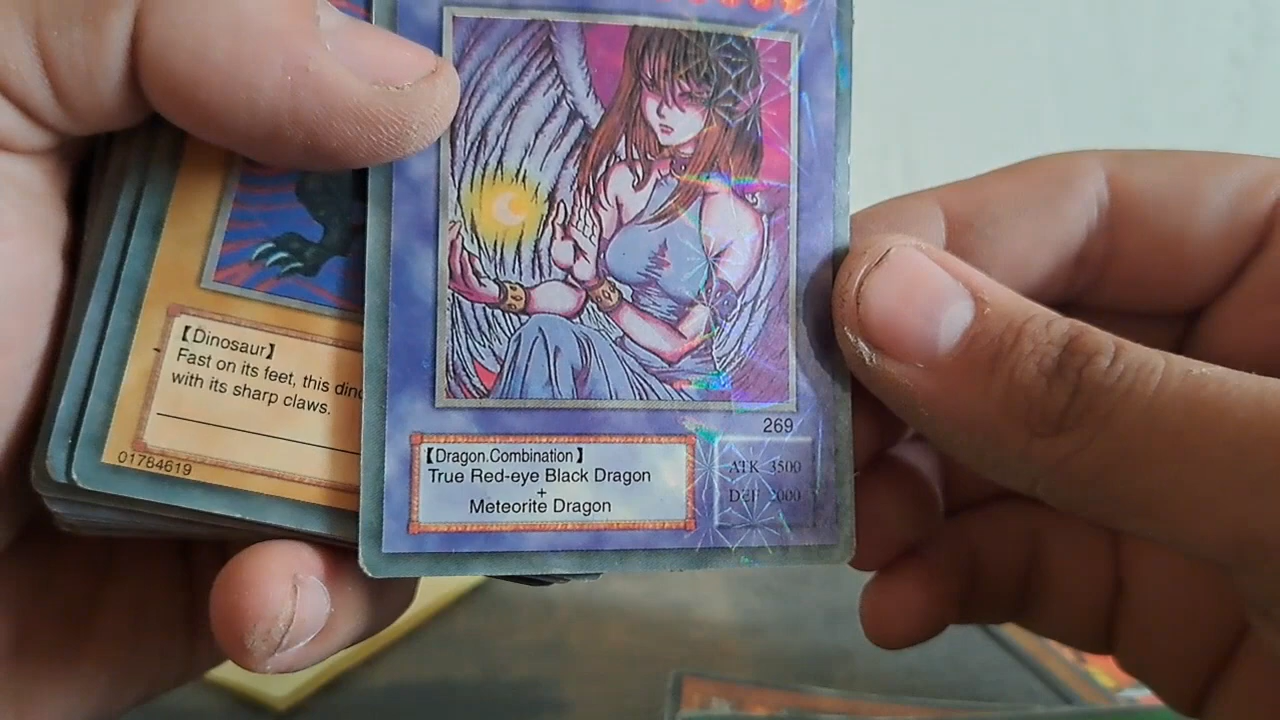 【Dinosaur】
Fast on its feet, this dino
with its sharp claws.
01784619
269
【Dragon.Combination】
True Red-eye Black Dragon
+
Meteorite Dragon
ATK 3500
DEF 2000